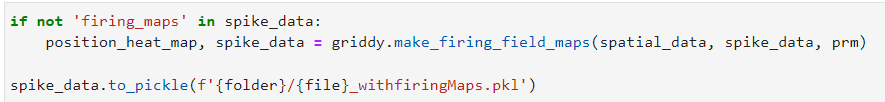 if not 'firing_maps' in spike_data:
    position_heat_map, spike_data = griddy.make_firing_field_maps(spatial_data, spike_data, prm)

spike_data.to_pickle(f'{folder}/{file}_withfiringMaps.pkl')